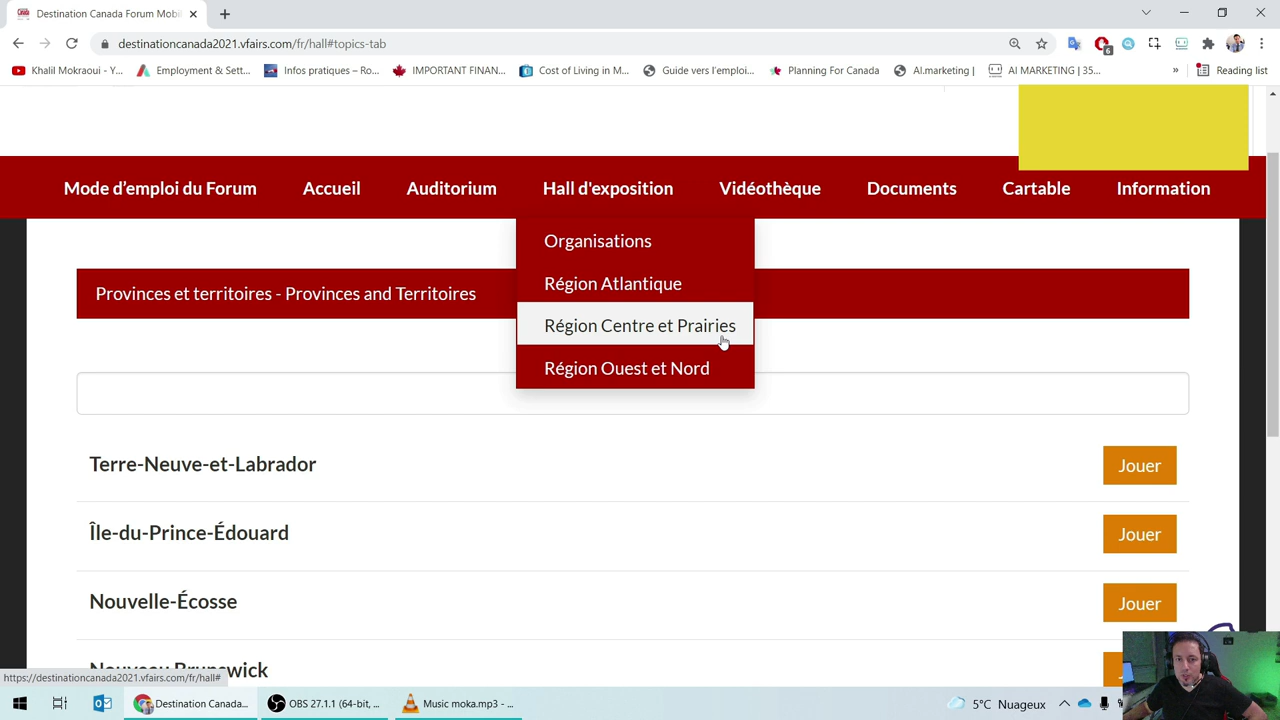 Destination Canada Forum Mobili
destinationcanada2021.vfairs.com/fr/hall#topics-tab
6
Khalil Mokraoui - Y...
Employment & Sett...
Infos pratiques – Ro...
IMPORTANT FINAN...
Cost of Living in M...
Guide vers l'emploi...
Planning For Canada
AI.marketing |
AI MARKETING | 35...
»
Reading list
Mode d'emploi du Forum
Accueil
Auditorium
Hall d'exposition
Vidéothèque
Documents
Cartable
Information
Organisations
Région Atlantique
Région Centre et Prairies
Région Ouest et Nord
Provinces et territoires - Provinces and Territoires
Terre-Neuve-et-Labrador
Jouer
Île-du-Prince-Édouard
Jouer
Nouvelle-Écosse
Jouer
Nouveau Brunswick
https://destinationcanada2021.vfairs.com/fr/hall#
Destination Canada...
OBS 27.1.1 (64-bit, ...
Music moka.mp3 - ...
5°C Nuageux